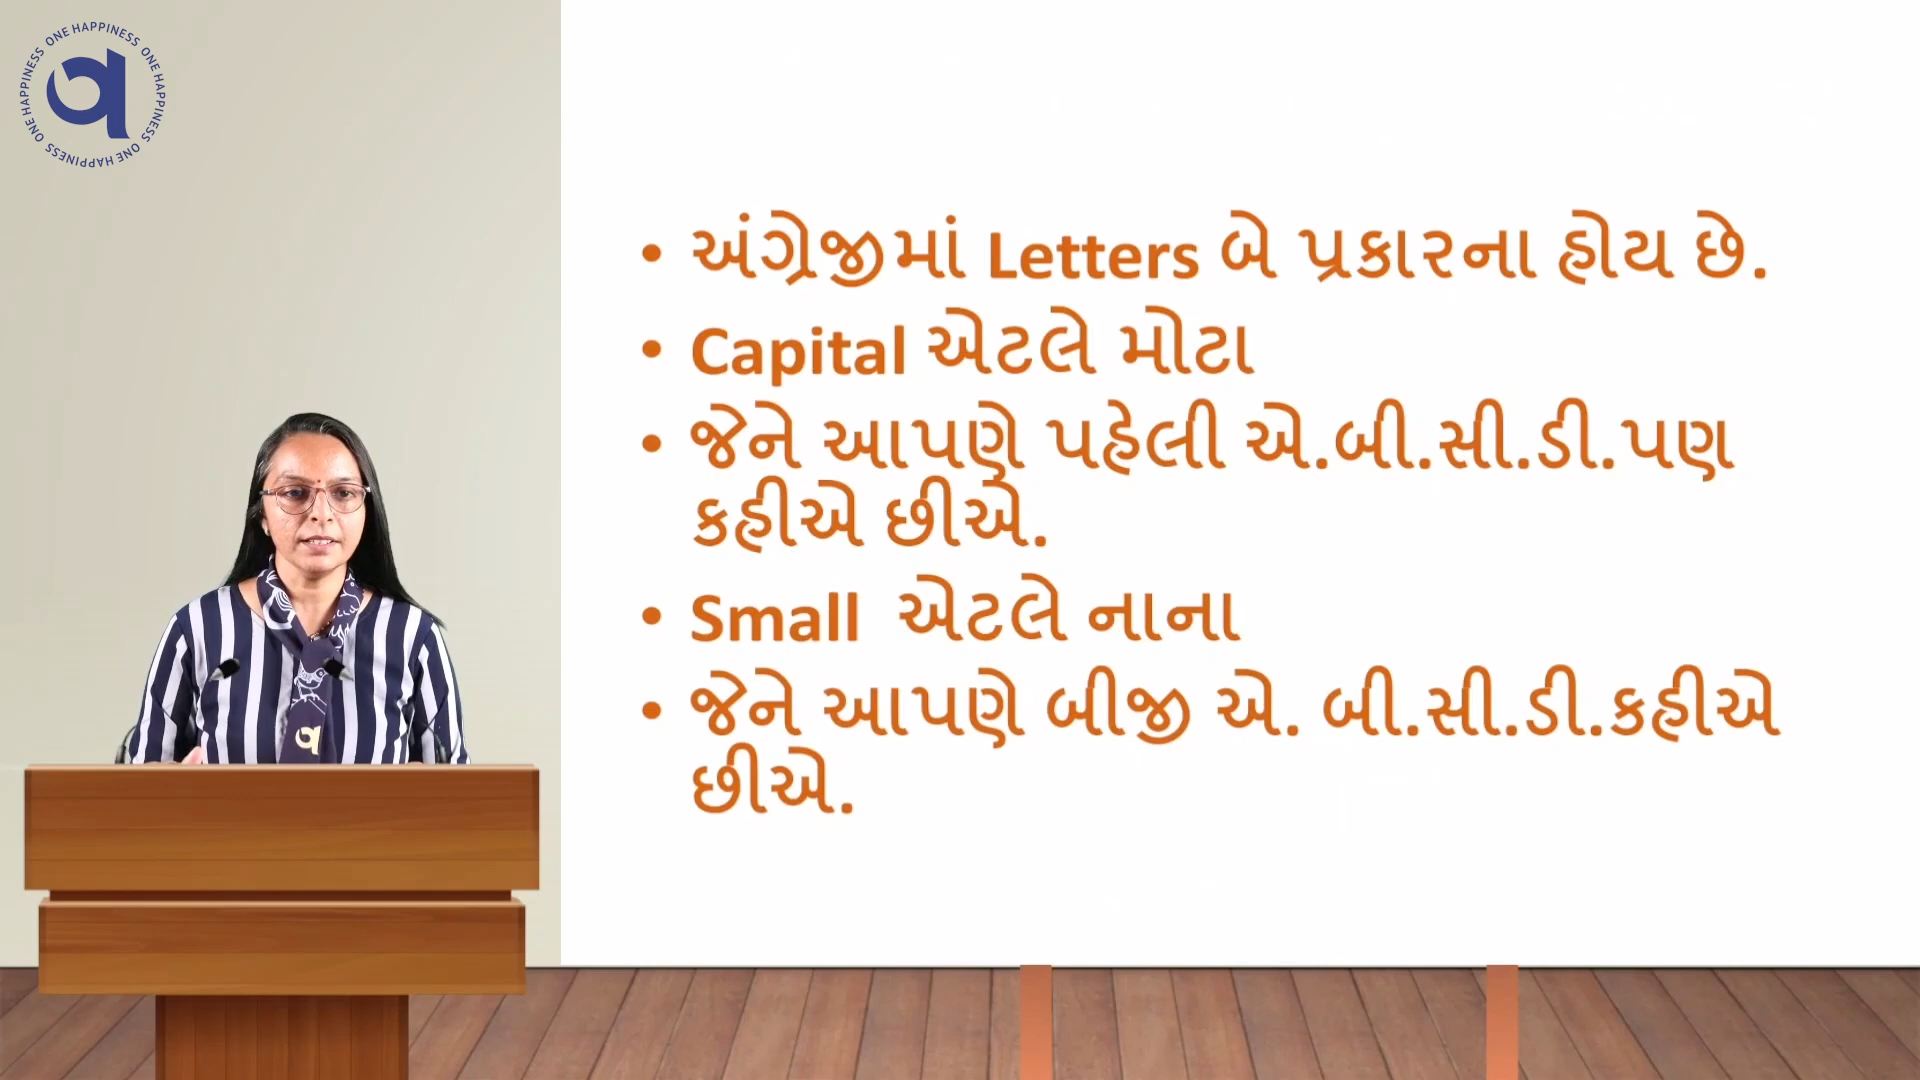 ONE HAPPINESS ONE HAPPINESS ONE HAPPINESS ONE HAPPINESS
• અંગ્રેજીમાં Letters બે પ્રકારના હોય છે.
• Capital એટલે મોટા
• જેને આપણે પહેલી એ.બી.સી.ડી.પણ
કહીએ છીએ.
• Small એટલે નાના
• જેને આપણે બીજી એ. બી.સી.ડી.કહીએ
છીએ.